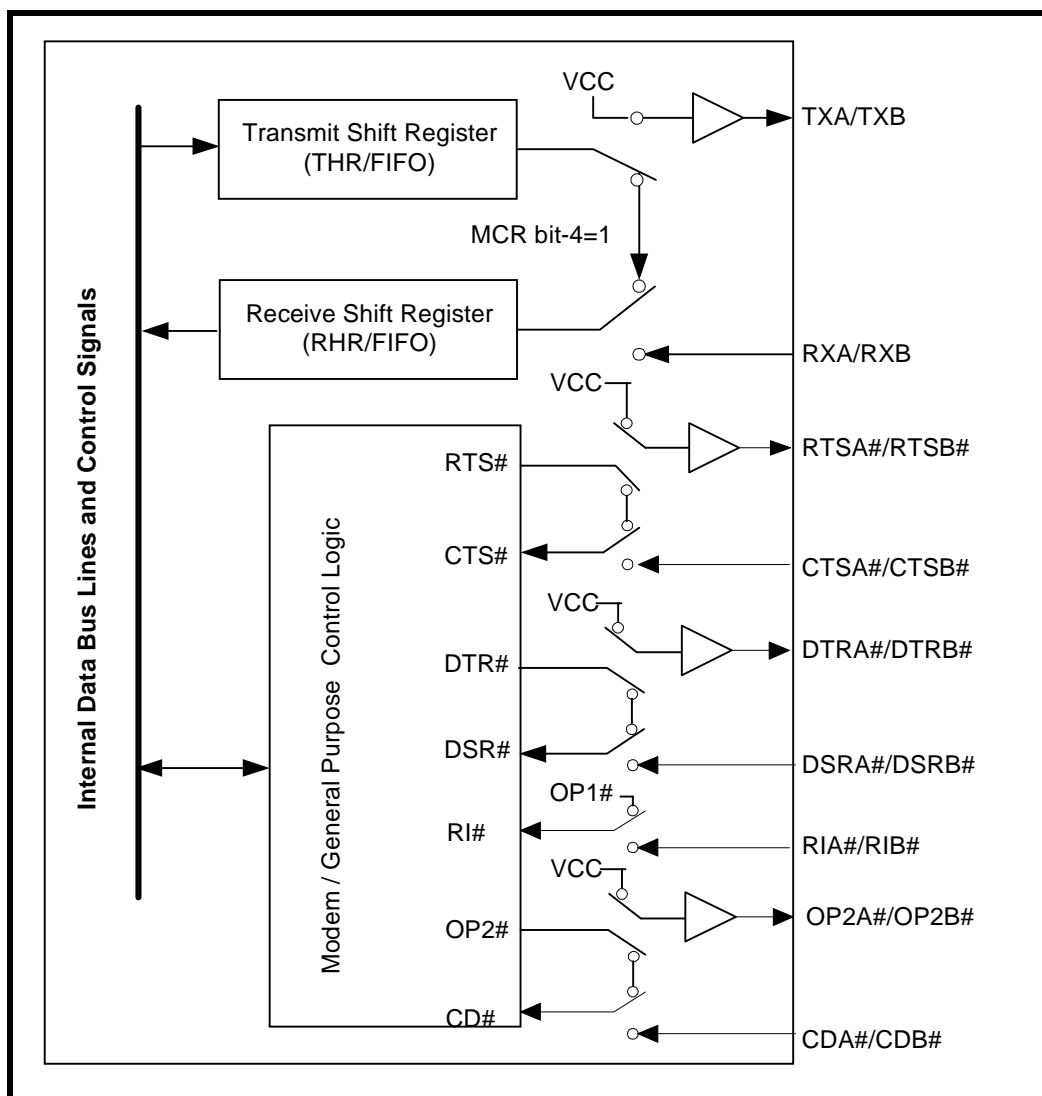 VCC
TXA/TXB
Transmit Shift Register
(THR/FIFO)
MCR bit-4=1
Receive Shift Register
(RHR/FIFO)
RXA/RXB
VCC
RTSA#/RTSB#
RTS#
CTS#
CTSA#/CTSB#
VCC
DTRA#/DTRB#
DTR#
DSR#
DSRA#/DSRB#
OP1#
RI#
RIA#/RIB#
VCC
OP2A#/OP2B#
OP2#
CD#
CDA#/CDB#
Internal Data Bus Lines and Control Signals
Modem / General Purpose Control Logic